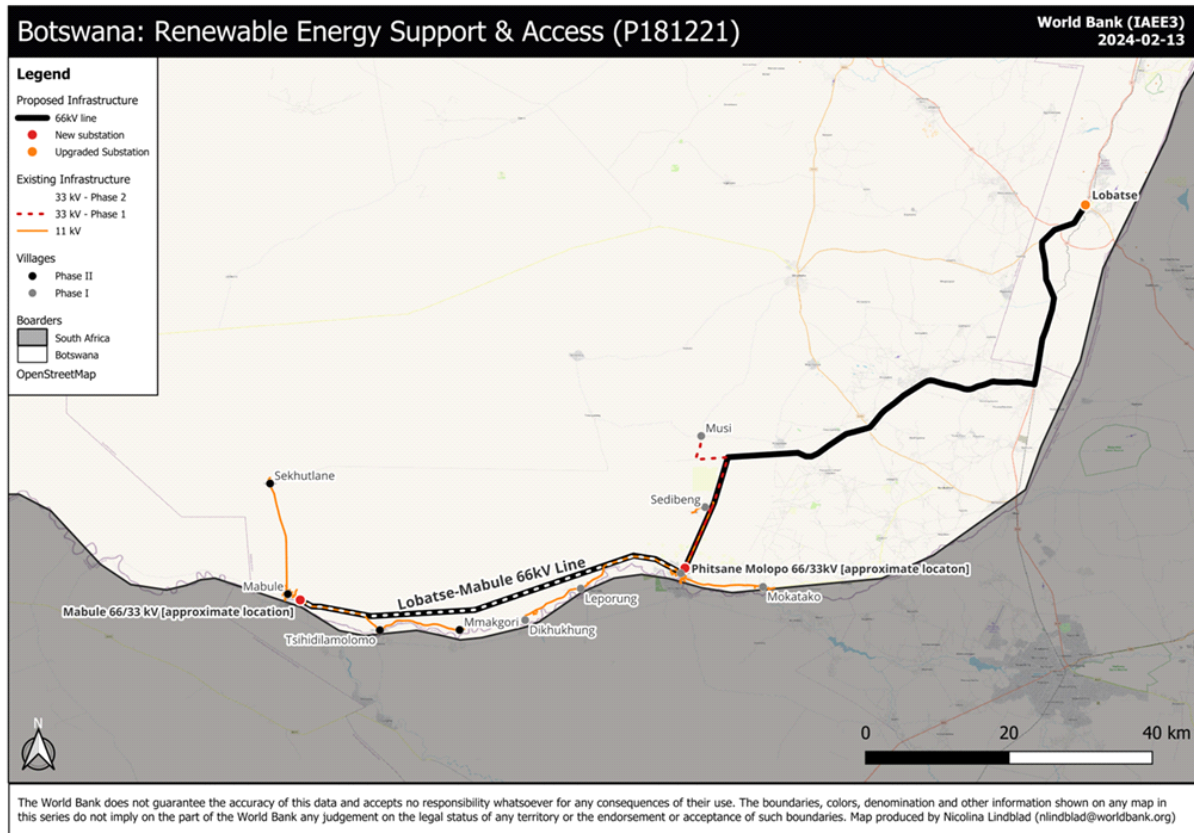 Botswana: Renewable Energy Support & Access (P181221)
World Bank (IAEE3)
2024-02-13
Legend
Proposed Infrastructure
66kV line
New substation
Upgraded Substation
Existing Infrastructure
33 kV - Phase 2
33 kV - Phase 1
11 kV
Villages
Phase II
Phase I
Boarders
South Africa
Botswana
OpenStreetMap
Lobatse
Musi
Sekhutlane
Sedibeng
Lobatse-Mabule 66kV Line
Phitsane Molopo 66/33kV [approximate locaton]
Mabule
Mabule 66/33 kV [approximate location]
Leporung
Mokatako
Tsihidilamolomo
Mmakgori
Dikhukhung
N
0 20 40 km
The World Bank does not guarantee the accuracy of this data and accepts no responsibility whatsoever for any consequences of their use. The boundaries, colors, denomination and other information shown on any map in
this series do not imply on the part of the World Bank any judgement on the legal status of any territory or the endorsement or acceptance of such boundaries. Map produced by Nicolina Lindblad (nlindblad@worldbank.org)